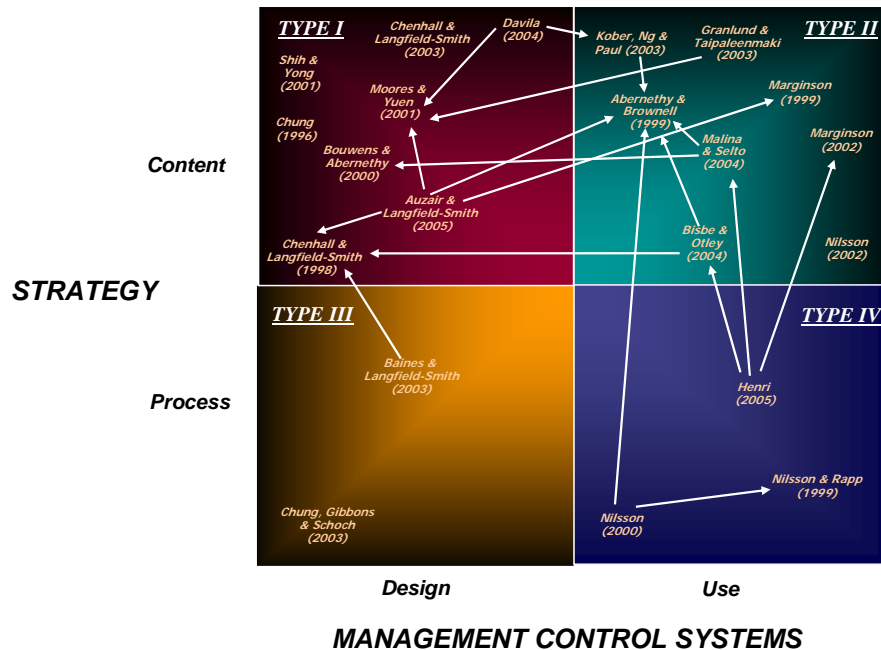 TYPE I
Chenhall &
Langfield-Smith
(2003)
Davila
(2004)
Shih &
Yong
(2001)
Moores &
Yuen
(2001)
Chung
(1996)
Bouwens &
Abernethy
(2000)
Auzair &
Langfield-Smith
(2005)
Chenhall &
Langfield-Smith
(1998)
TYPE II
Kober, Ng &
Paul (2003)
Granlund &
Taipaleenmaki
(2003)
Abernethy &
Brownell
(1999)
Marginson
(1999)
Malina
& Selto
(2004)
Marginson
(2002)
Bisbe &
Otley
(2004)
Nilsson
(2002)
Content
STRATEGY
Process
TYPE III
Baines &
Langfield-Smith
(2003)
Chung, Gibbons
& Schoch
(2003)
TYPE IV
Henri
(2005)
Nilsson & Rapp
(1999)
Nilsson
(2000)
Design
Use
MANAGEMENT CONTROL SYSTEMS